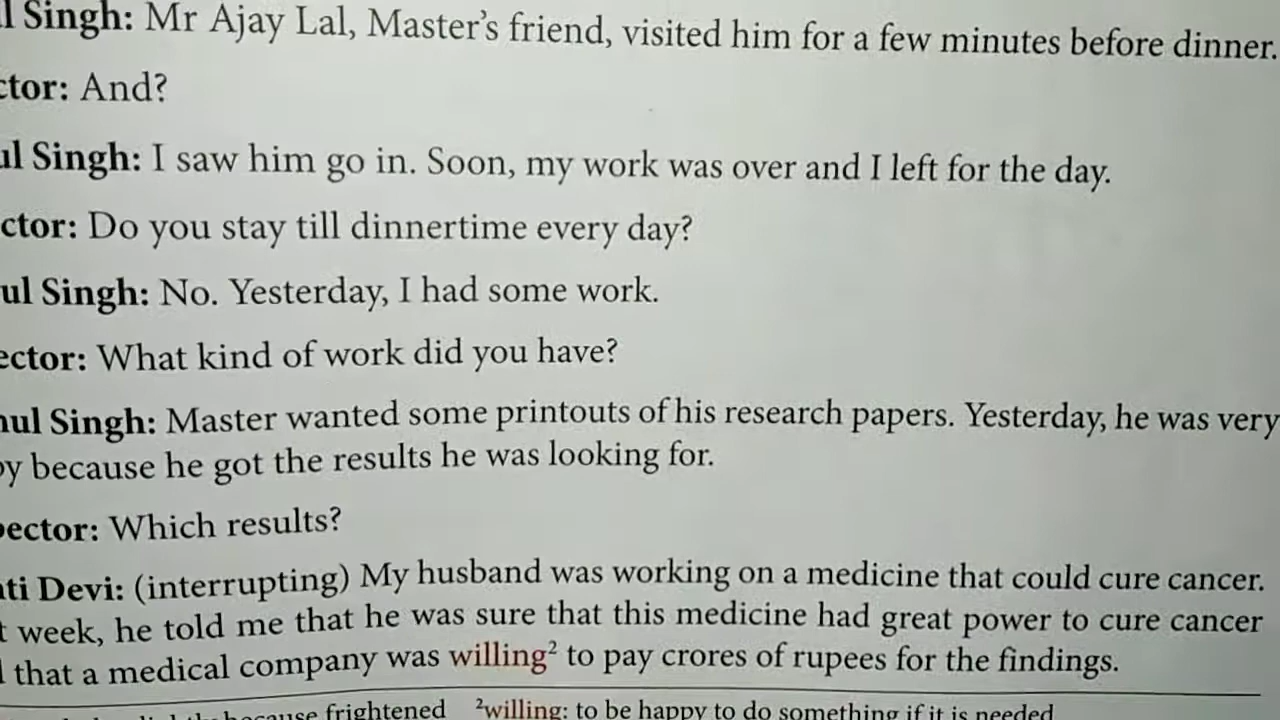 l Singh: Mr Ajay Lal, Master's friend, visited him for a few minutes before dinner.
ctor: And?
ul Singh: I saw him go in. Soon, my work was over and I left for the day.
ctor: Do you stay till dinnertime every day?
ul Singh: No. Yesterday, I had some work.
ector: What kind of work did you have?
hul Singh: Master wanted some printouts of his research papers. Yesterday, he was very
py because he got the results he was looking for.
pector: Which results?
ti Devi: (interrupting) My husband was working on a medicine that could cure cancer.
t week, he told me that he was sure that this medicine had great power to cure cancer
d that a medical company was willing² to pay crores of rupees for the findings.
because frightened ²willing: to be happy to do something if it is needed